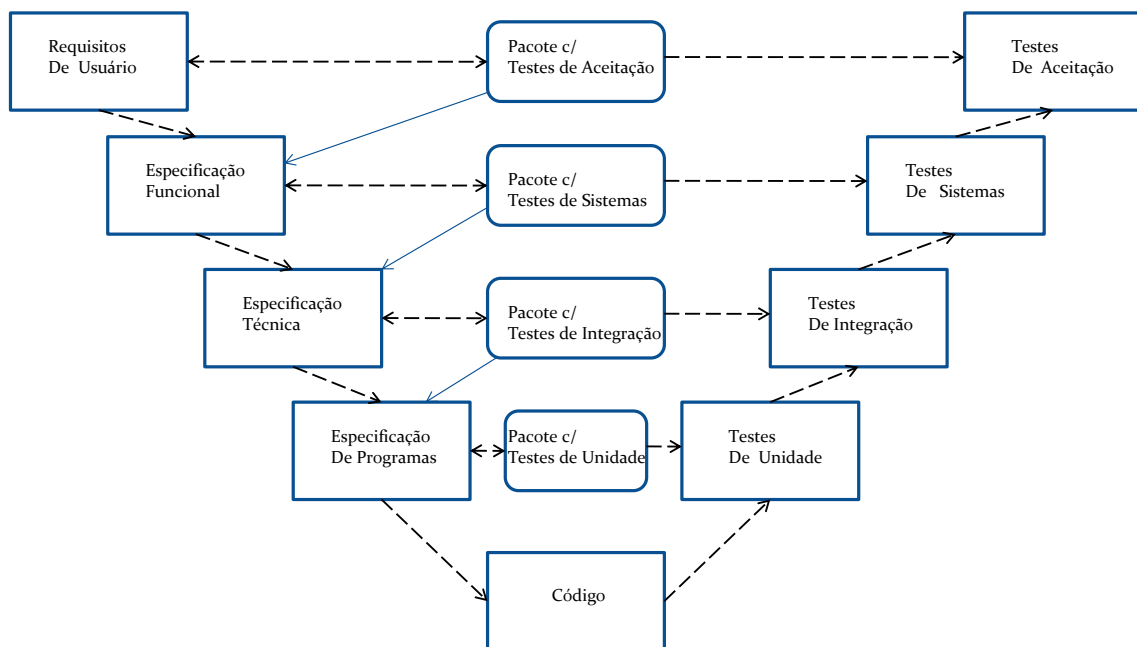 Requisitos
De Usuário
Pacote c/
Testes de Aceitação
Testes
De Aceitação
Especificação
Funcional
Pacote c/
Testes de Sistemas
Testes
De Sistemas
Especificação
Técnica
Pacote c/
Testes de Integração
Testes
De Integração
Especificação
De Programas
Pacote c/
Testes de Unidade
Testes
De Unidade
Código